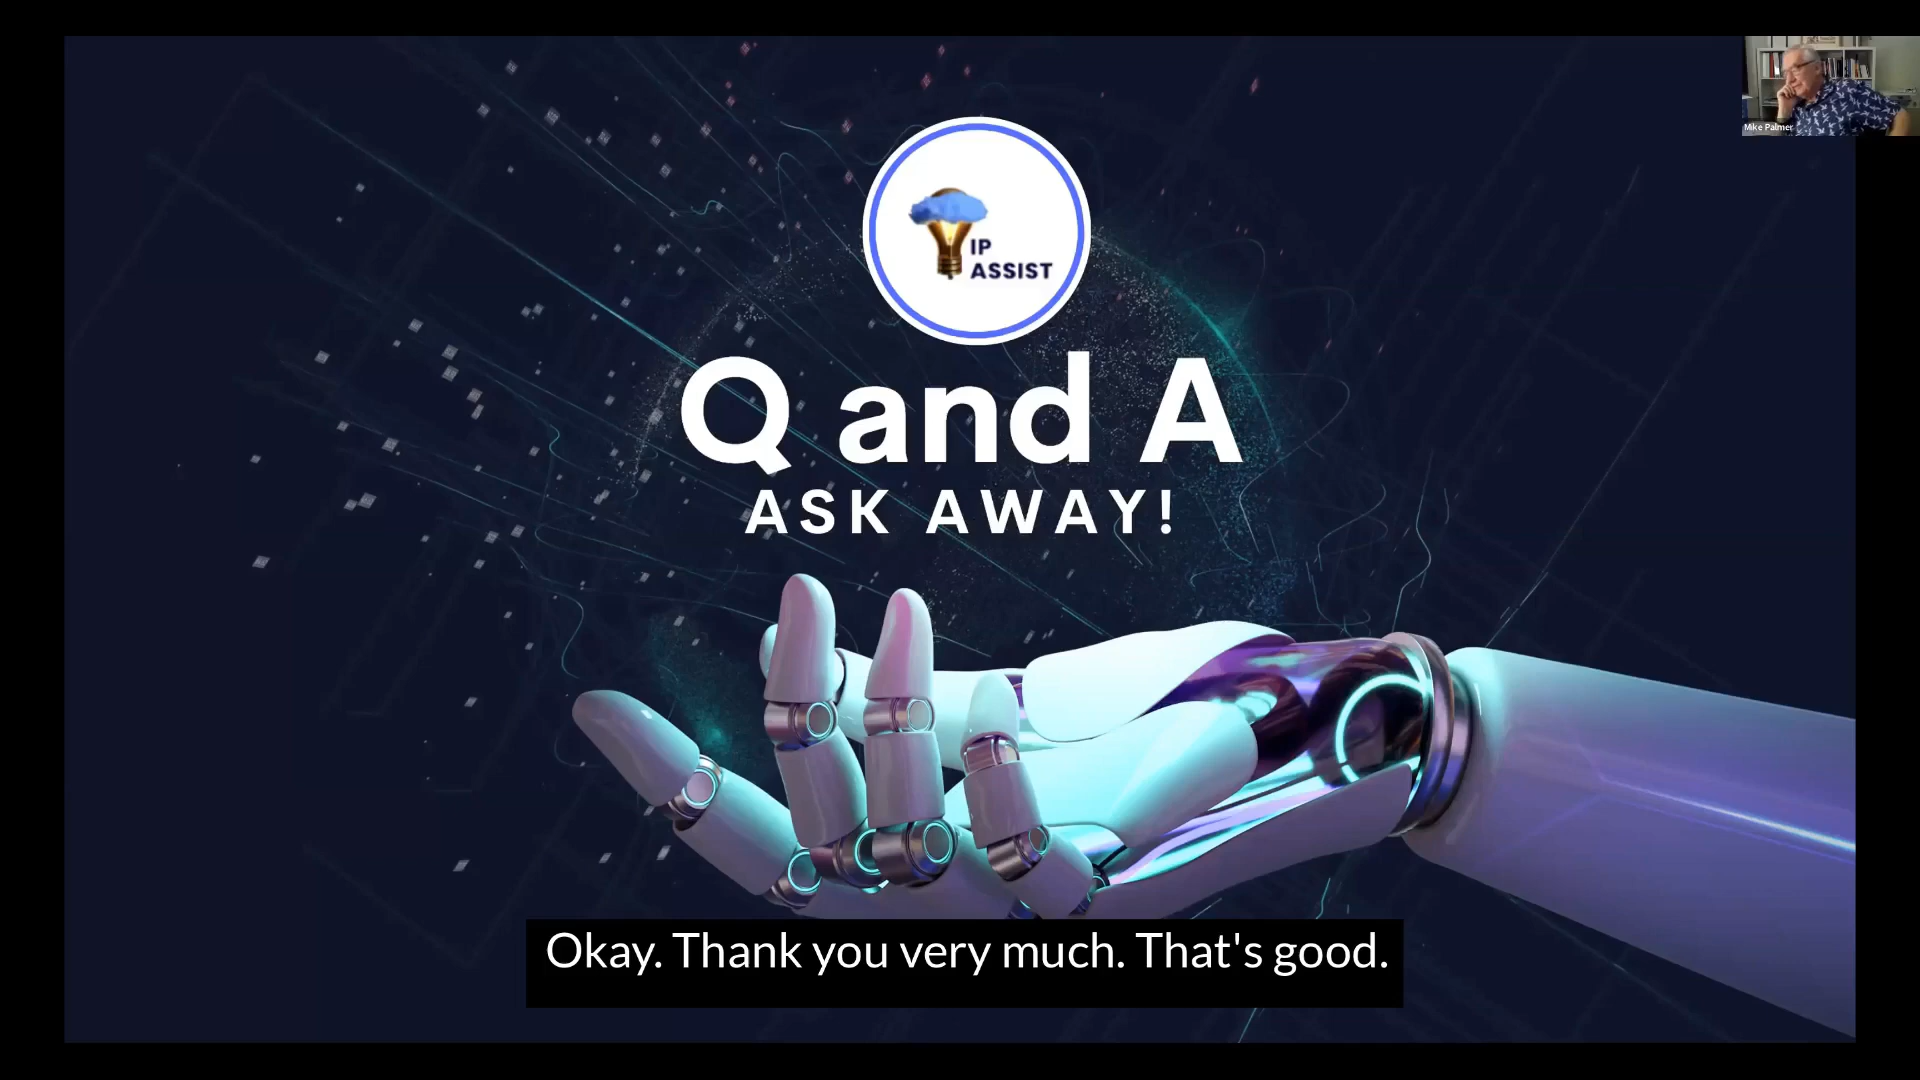 Mike Palmer
IP
ASSIST
Q and A
ASK AWAY!
Okay. Thank you very much. That's good.